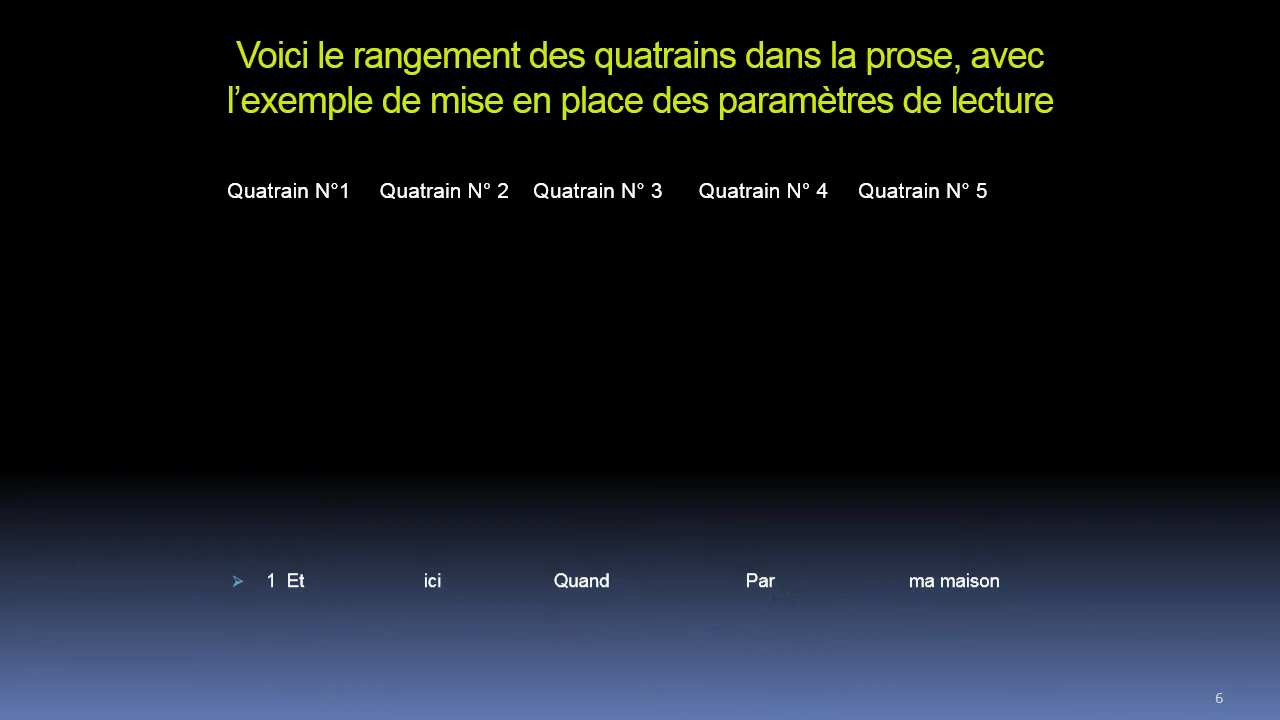 Voici le rangement des quatrains dans la prose, avec
l’exemple de mise en place des paramètres de lecture
Quatrain N°1 Quatrain N° 2 Quatrain N° 3 Quatrain N° 4 Quatrain N° 5
1 Et ici Quand Par ma maison
6